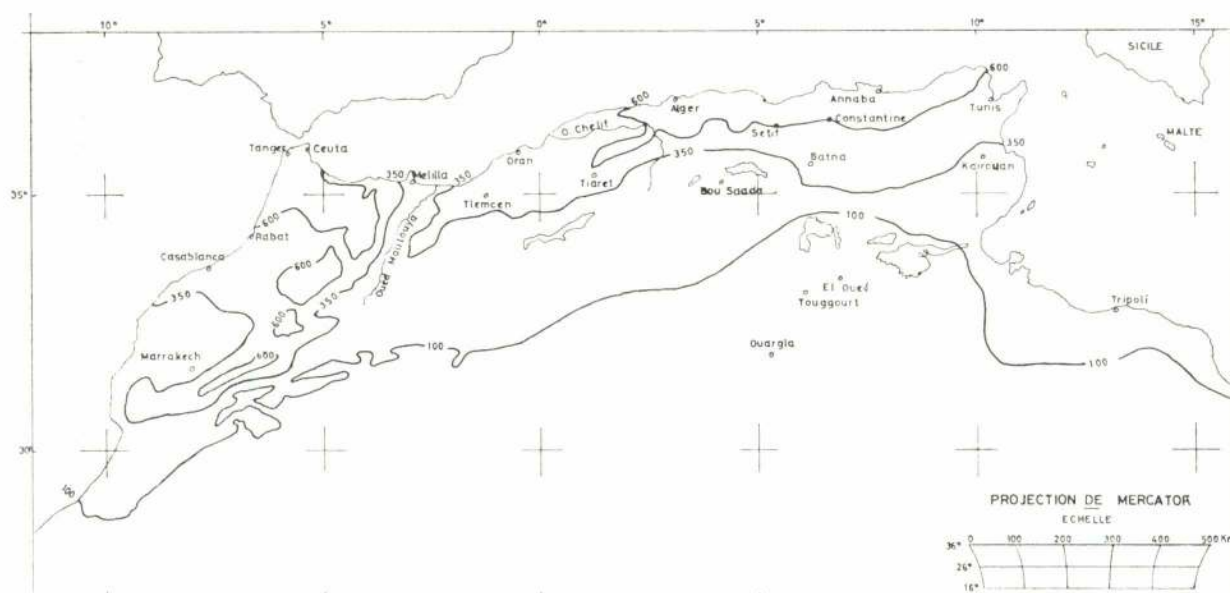 10° 5° 0° 5° 10° 15°
SICILE
600
600
Annaba
Alger
Tunis
O. Chelif
Constantine
Setif
MALTE
Tanger
Ceuta
Oran
350
350
Batna
Kairouan
350
Melilla
350
Tiaret
35°
Tlemcen
Bou Saada
600
Rabat
100
Oued Moulouya
Casablanca
600
El Oued
Touggourt
350
350
Tripoli
600
Marrakech
600
100
Ouargla
100
30°
100
PROJECTION DE MERCATOR
ECHELLE
0 100 200 300 400 500 Km
36°
26°
16°